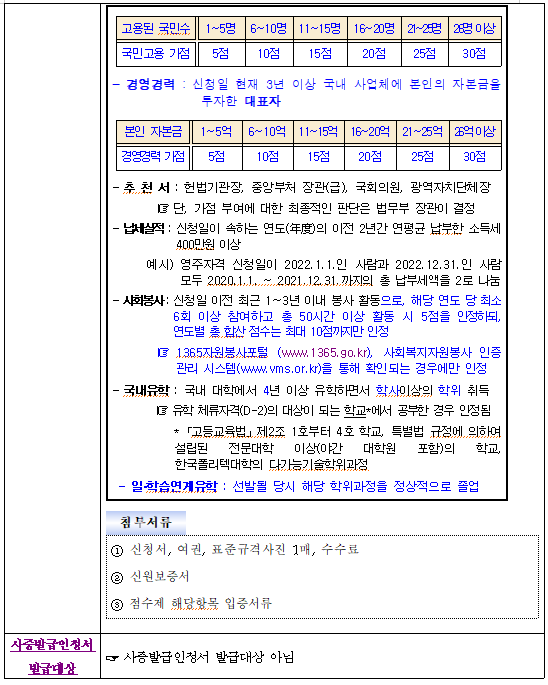 고용된 국민수 1~5명 6~10명 11~15명 16~20명 21~25명 26명 이상
국민고용 가점 5점 10점 15점 20점 25점 30점
- 경영경력 : 신청일 현재 3년 이상 국내 사업체에 본인의 자본금을
투자한 대표자
본인 자본금 1~5억 6~10억 11~15억 16~20억 21~25억 26억 이상
경영경력 가점 5점 10점 15점 20점 25점 30점
- 추 천 서 : 헌법기관장, 중앙부처 장관(급), 국회의원, 광역자치단체장
☞ 단, 가점 부여에 대한 최종적인 판단은 법무부 장관이 결정
- 납세실적 : 신청일이 속하는 연도(年度)의 이전 2년간 연평균 납부한 소득세
400만원 이상
예시) 영주자격 신청일이 2022.1.1.인 사람과 2022.12.31.인 사람
모두 2020.1.1. ~ 2021.12.31.까지의 총 납부세액을 2로 나눔
- 사회봉사 : 신청일 이전 최근 1~3년 이내 봉사 활동으로, 해당 연도 당 최소
6회 이상 참여하고 총 50시간 이상 활동 시 5점을 인정하되,
연도별 총 합산 점수는 최대 10점까지만 인정
☞ 1365자원봉사포털 (www.1365.go.kr), 사회복지자원봉사 인증
관리 시스템(www.vms.or.kr)을 통해 확인되는 경우에만 인정
- 국내유학 : 국내 대학에서 4년 이상 유학하면서 학사이상의 학위 취득
☞ 유학 체류자격(D-2)의 대상이 되는 학교*에서 공부한 경우 인정됨
* 「고등교육법」제2조 1호부터 4호 학교, 특별법 규정에 의하여
설립된 전문대학 이상(야간 대학원 포함)의 학교,
한국폴리텍대학의 다기능기술학위과정
- 일-학습연계유학 : 선발될 당시 해당 학위과정을 정상적으로 졸업
첨부서류
① 신청서, 여권, 표준규격사진 1매, 수수료
② 신원보증서
③ 점수제 해당항목 입증서류
사증발급인정서
발급대상
☞ 사증발급인정서 발급대상 아님